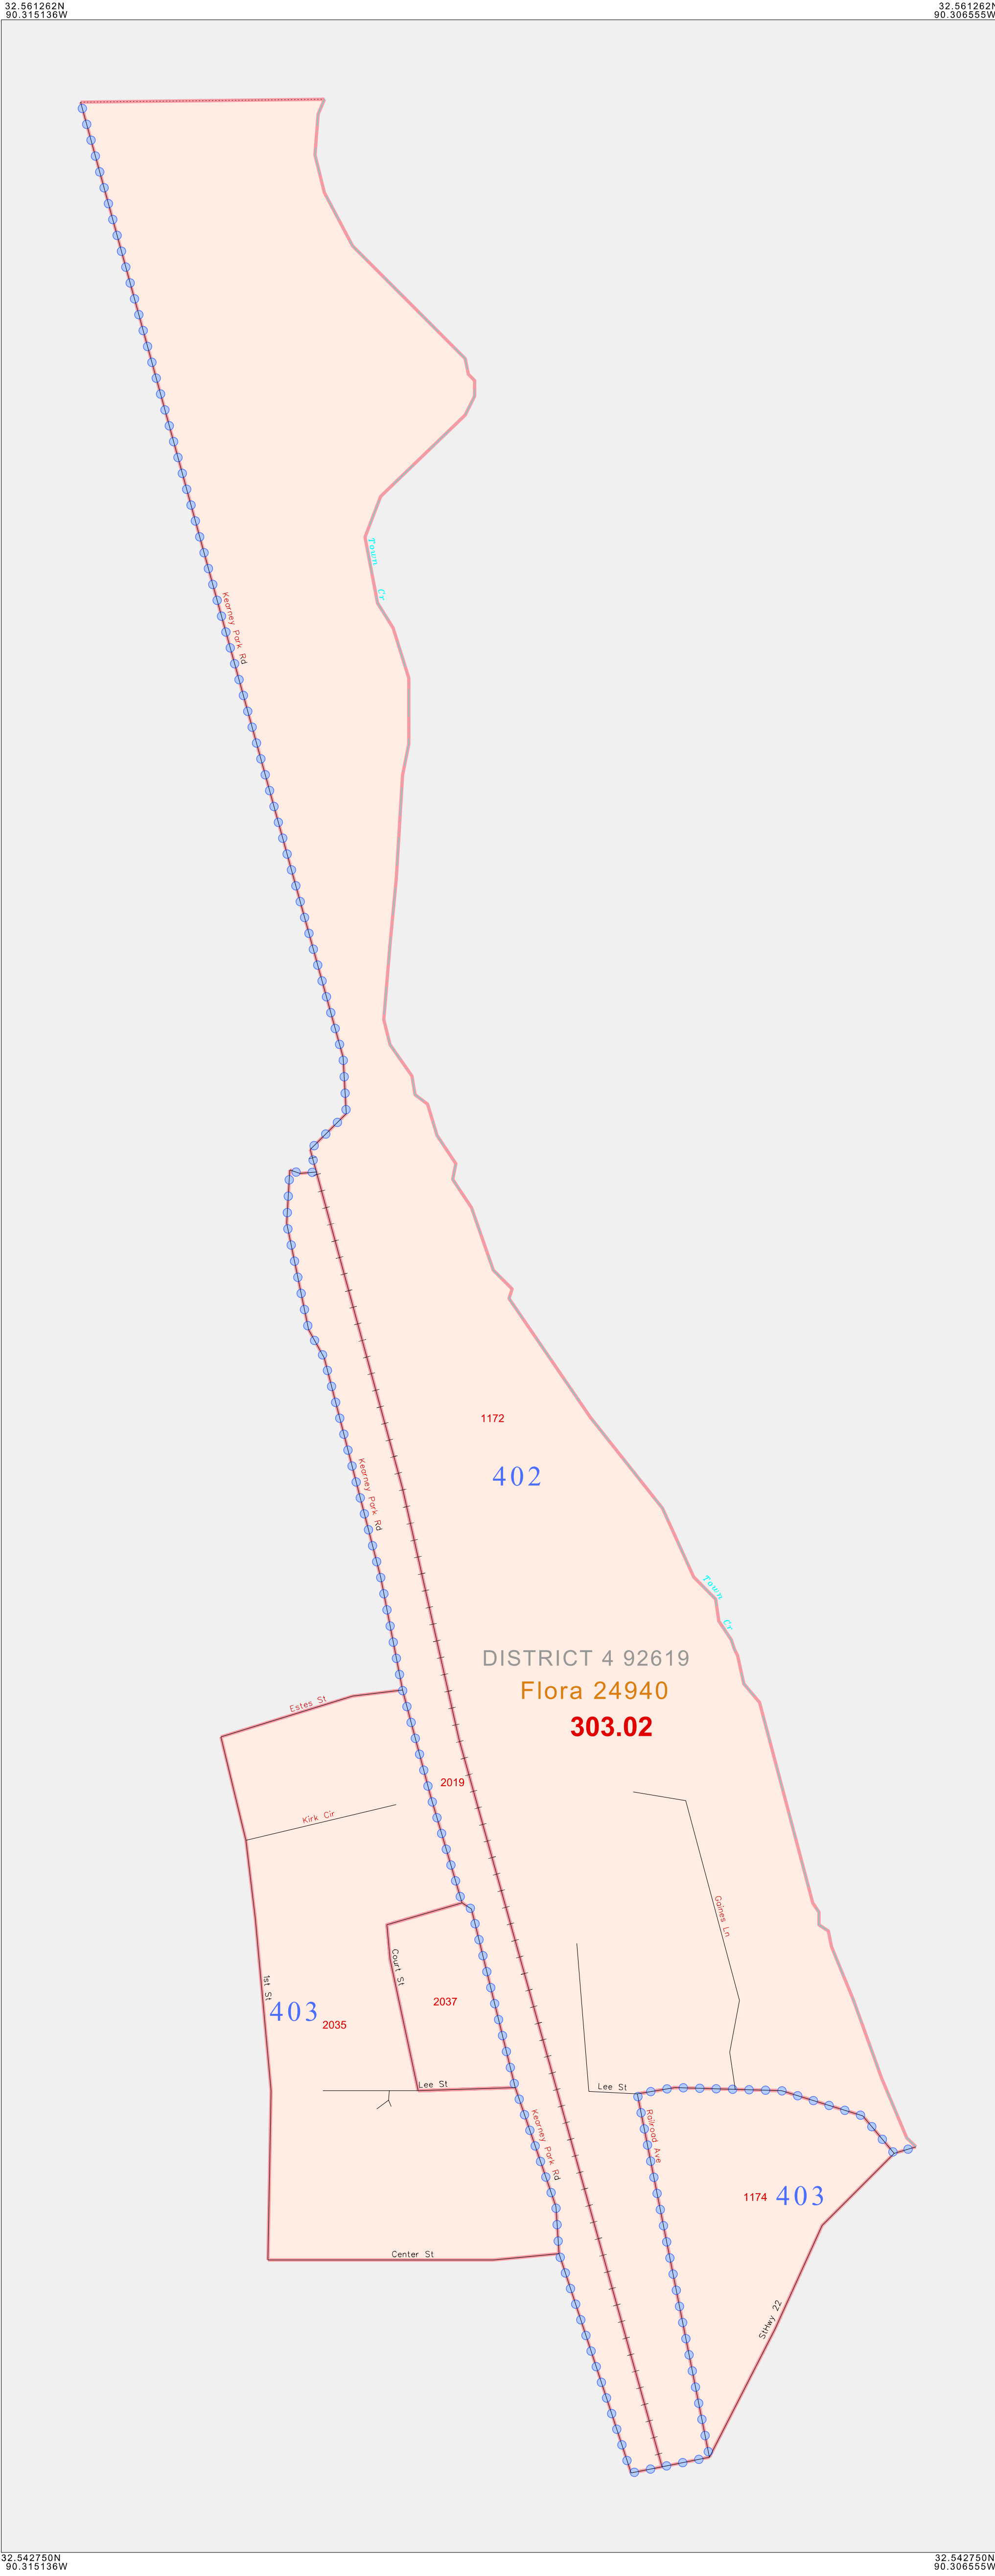 32.561262N
90.315136W
32.561262N
90.306555W
Town Cr
Kearney Park Rd
1172
402
Kearney Park Rd
Town Cr
DISTRICT 4 92619
Flora 24940
303.02
Estes St
2019
Kirk Cir
Gaines Ln
Court St
1st St
403
2037
2035
Lee St
Lee St
Kearney Park Rd
Railroad Ave
1174
403
Center St
StHwy 22
32.542750N
90.315136W
32.542750N
90.306555W